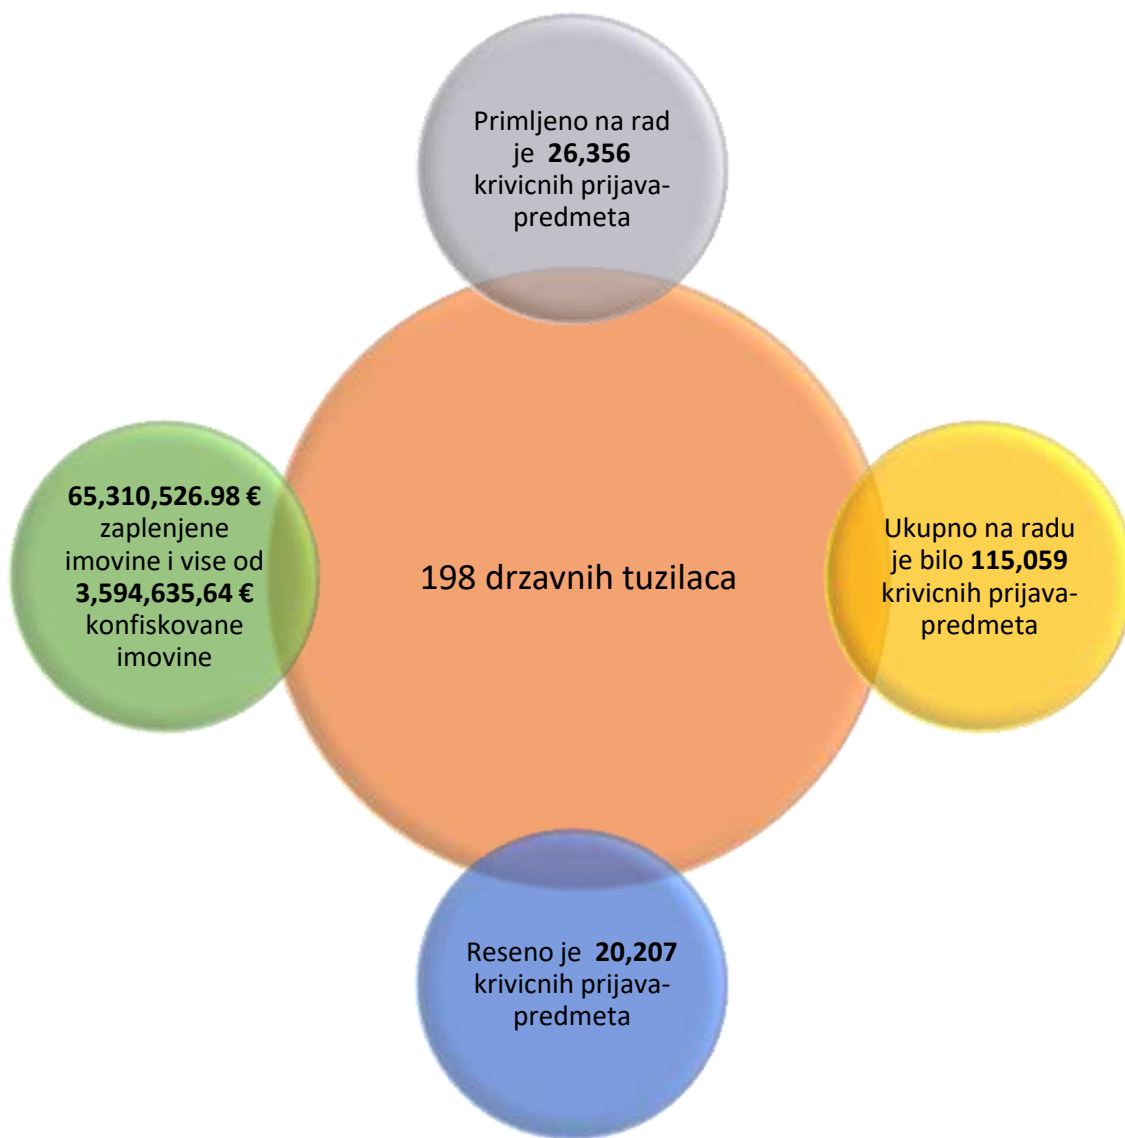 Primljeno na rad
je 26,356
krivicnih prijava-
predmeta
65,310,526.98 €
zaplenjene
imovine i vise od
3,594,635,64 €
konfiskovane
imovine
198 drzavnih tuzilaca
Ukupno na radu
je bilo 115,059
krivicnih prijava-
predmeta
Reseno je 20,207
krivicnih prijava-
predmeta